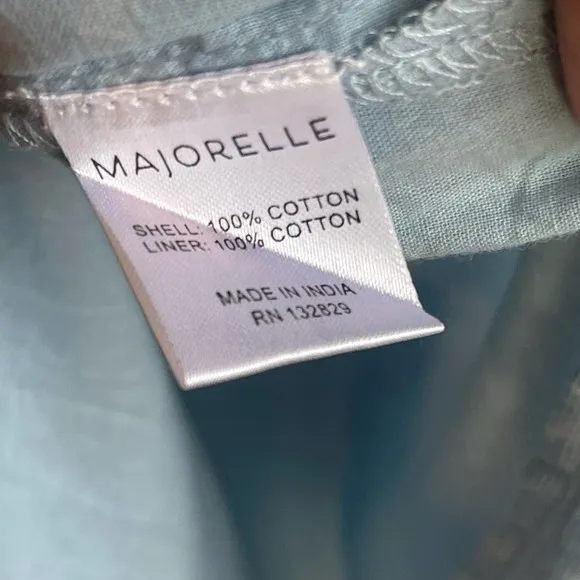 MAJORELLE
SHELL: 100% COTTON
LINER: 100% COTTON
MADE IN INDIA
RN 132829